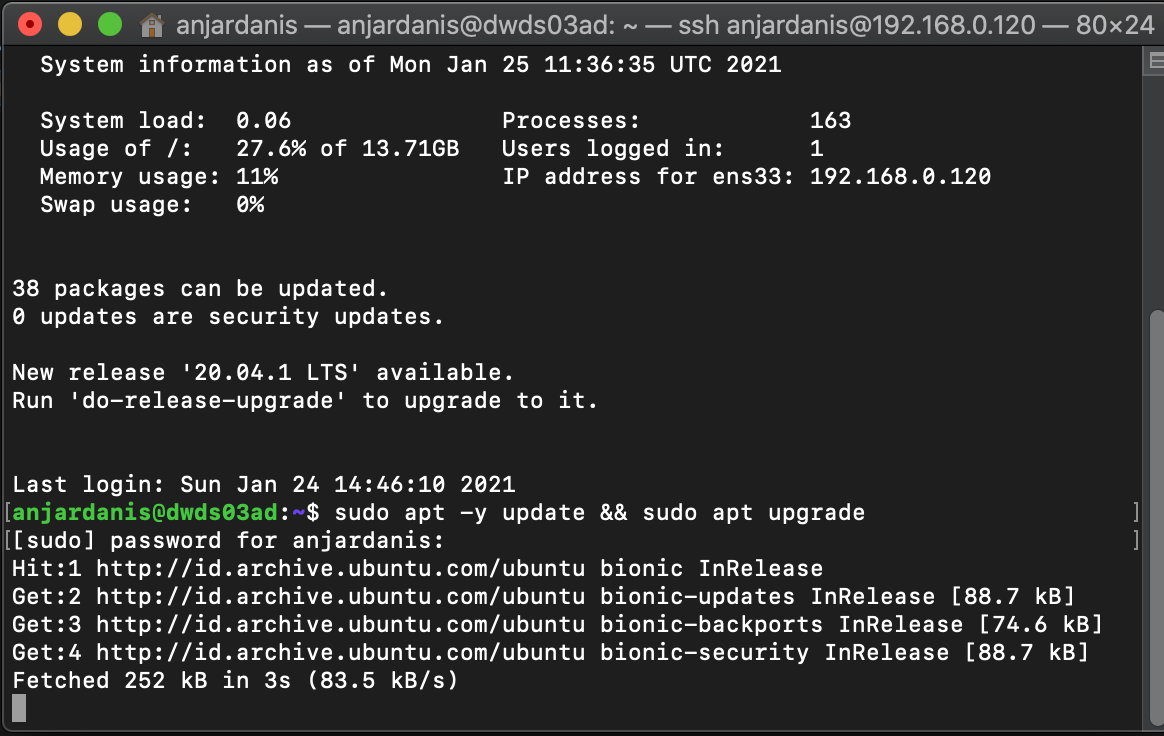 anjardanis — anjardanis@dwds03ad: ~ — ssh anjardanis@192.168.0.120 — 80×24
System information as of Mon Jan 25 11:36:35 UTC 2021
System load:  0.06                Processes:            163
Usage of /:   27.6% of 13.71GB   Users logged in:      1
Memory usage: 11%                IP address for ens33: 192.168.0.120
Swap usage:   0%
38 packages can be updated.
0 updates are security updates.
New release '20.04.1 LTS' available.
Run 'do-release-upgrade' to upgrade to it.
Last login: Sun Jan 24 14:46:10 2021
[anjardanis@dwds03ad:~$ sudo apt -y update && sudo apt upgrade ]
[[sudo] password for anjardanis: ]
Hit:1 http://id.archive.ubuntu.com/ubuntu bionic InRelease
Get:2 http://id.archive.ubuntu.com/ubuntu bionic-updates InRelease [88.7 kB]
Get:3 http://id.archive.ubuntu.com/ubuntu bionic-backports InRelease [74.6 kB]
Get:4 http://id.archive.ubuntu.com/ubuntu bionic-security InRelease [88.7 kB]
Fetched 252 kB in 3s (83.5 kB/s)